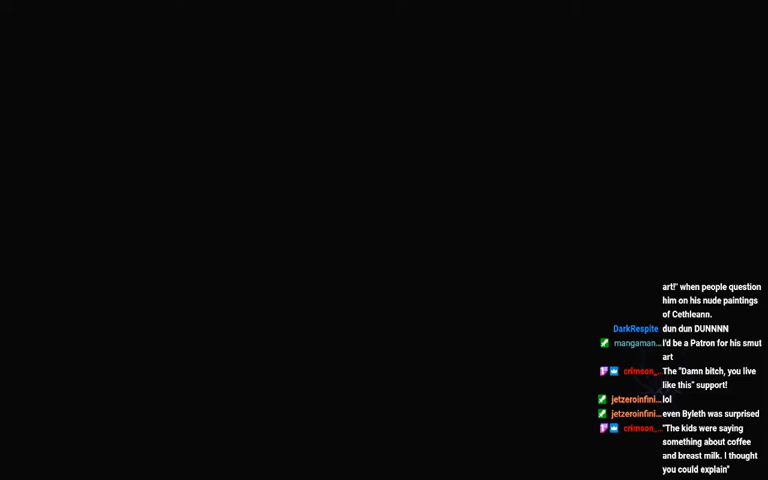 art!" when people question
him on his nude paintings
of Cethleann.
DarkRespite dun dun DUNNNN
mangaman... I'd be a Patron for his smut
art
crimson_... The "Damn bitch, you live
like this" support!
jetzeroinfini... lol
jetzeroinfini... even Byleth was surprised
crimson_... "The kids were saying
something about coffee
and breast milk. I thought
you could explain"